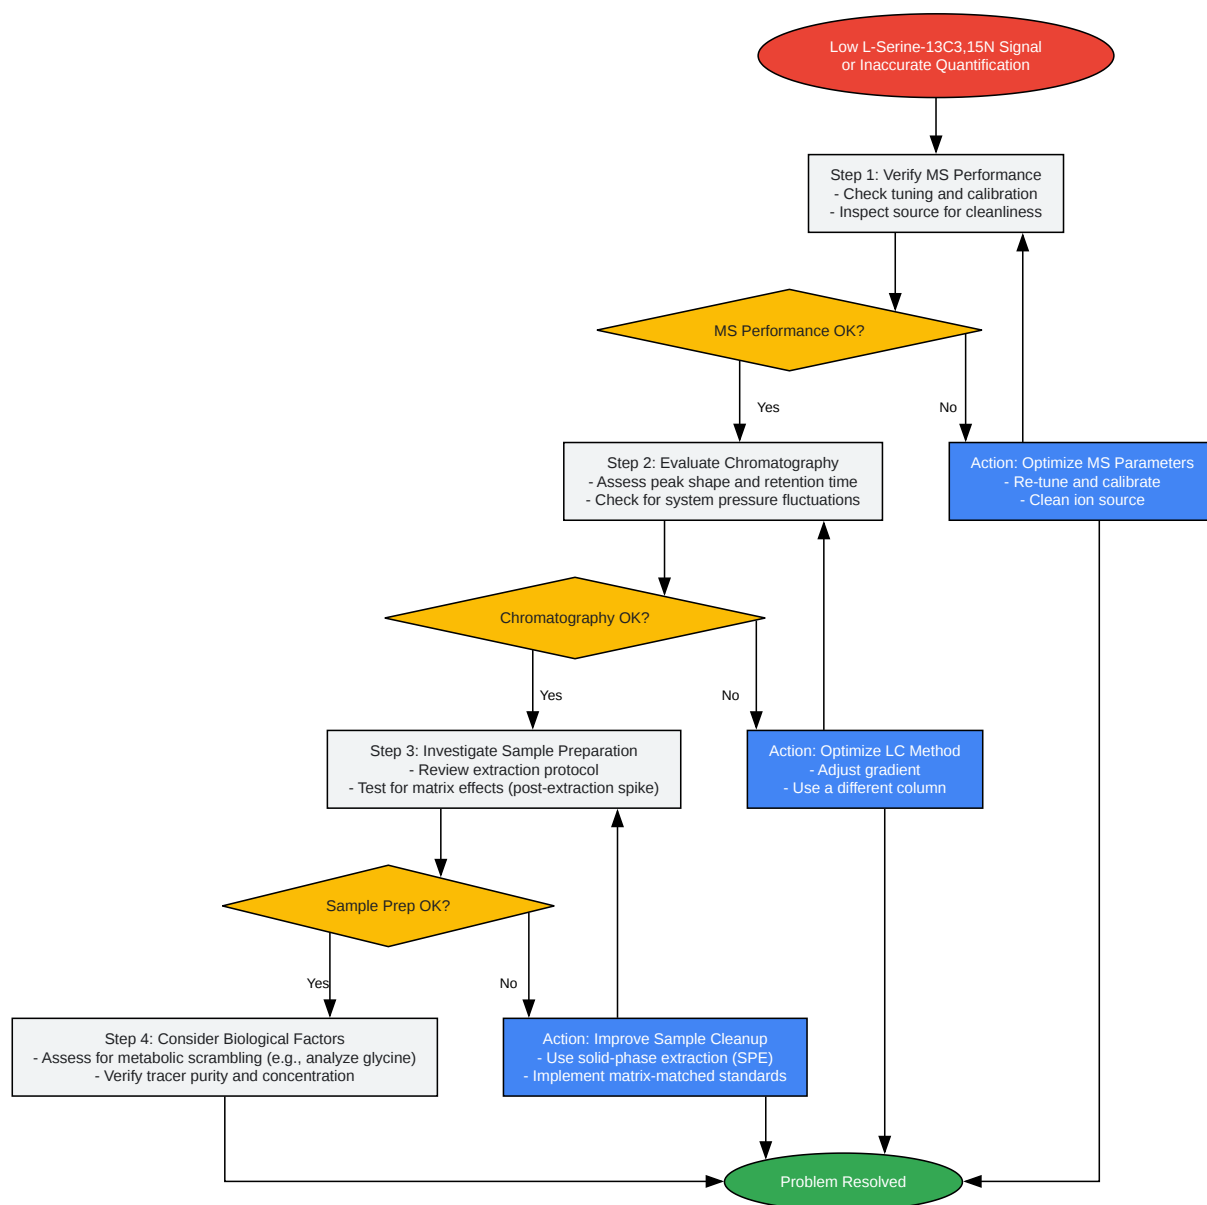 Low L-Serine-13C3,15N Signal
or Inaccurate Quantification
Step 1: Verify MS Performance
- Check tuning and calibration
- Inspect source for cleanliness
MS Performance OK?
Yes
No
Step 2: Evaluate Chromatography
- Assess peak shape and retention time
- Check for system pressure fluctuations
Action: Optimize MS Parameters
- Re-tune and calibrate
- Clean ion source
Chromatography OK?
Yes
No
Step 3: Investigate Sample Preparation
- Review extraction protocol
- Test for matrix effects (post-extraction spike)
Action: Optimize LC Method
- Adjust gradient
- Use a different column
Sample Prep OK?
Yes
No
Step 4: Consider Biological Factors
- Assess for metabolic scrambling (e.g., analyze glycine)
- Verify tracer purity and concentration
Action: Improve Sample Cleanup
- Use solid-phase extraction (SPE)
- Implement matrix-matched standards
Problem Resolved